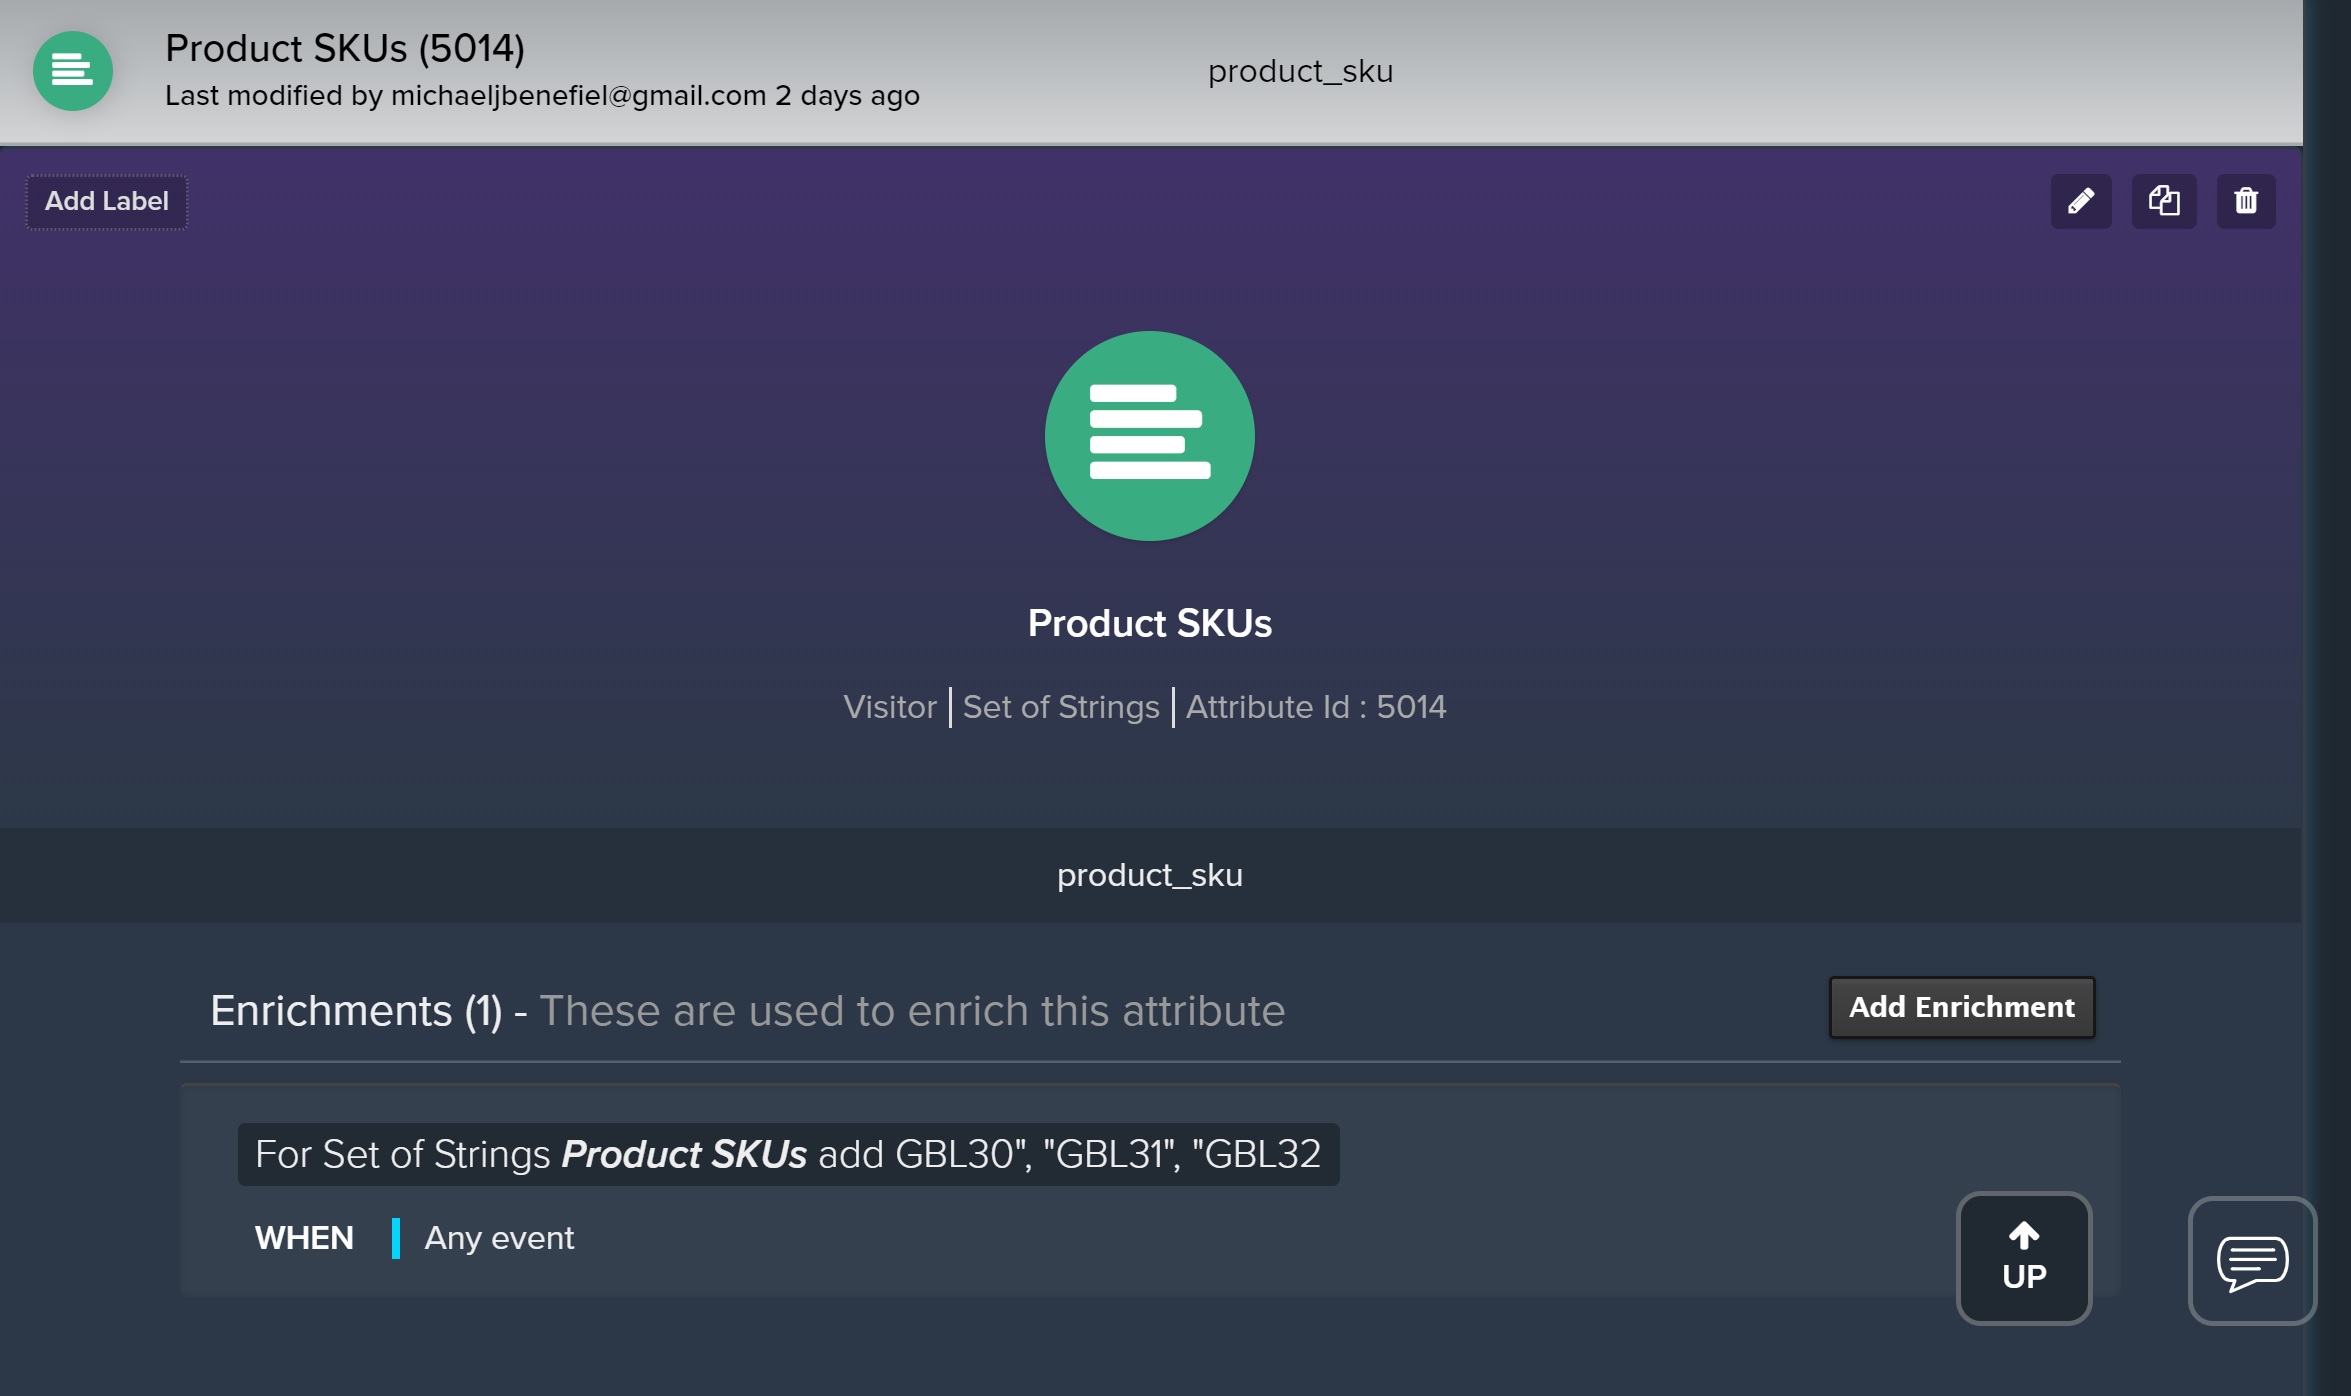 Product SKUs (5014)
Last modified by michaeljbenefiel@gmail.com 2 days ago
product_sku
Add Label
Product SKUs
Visitor | Set of Strings | Attribute Id : 5014
product_sku
Enrichments (1) - These are used to enrich this attribute
Add Enrichment
For Set of Strings Product SKUs add GBL30", "GBL31", "GBL32
WHEN Any event
UP